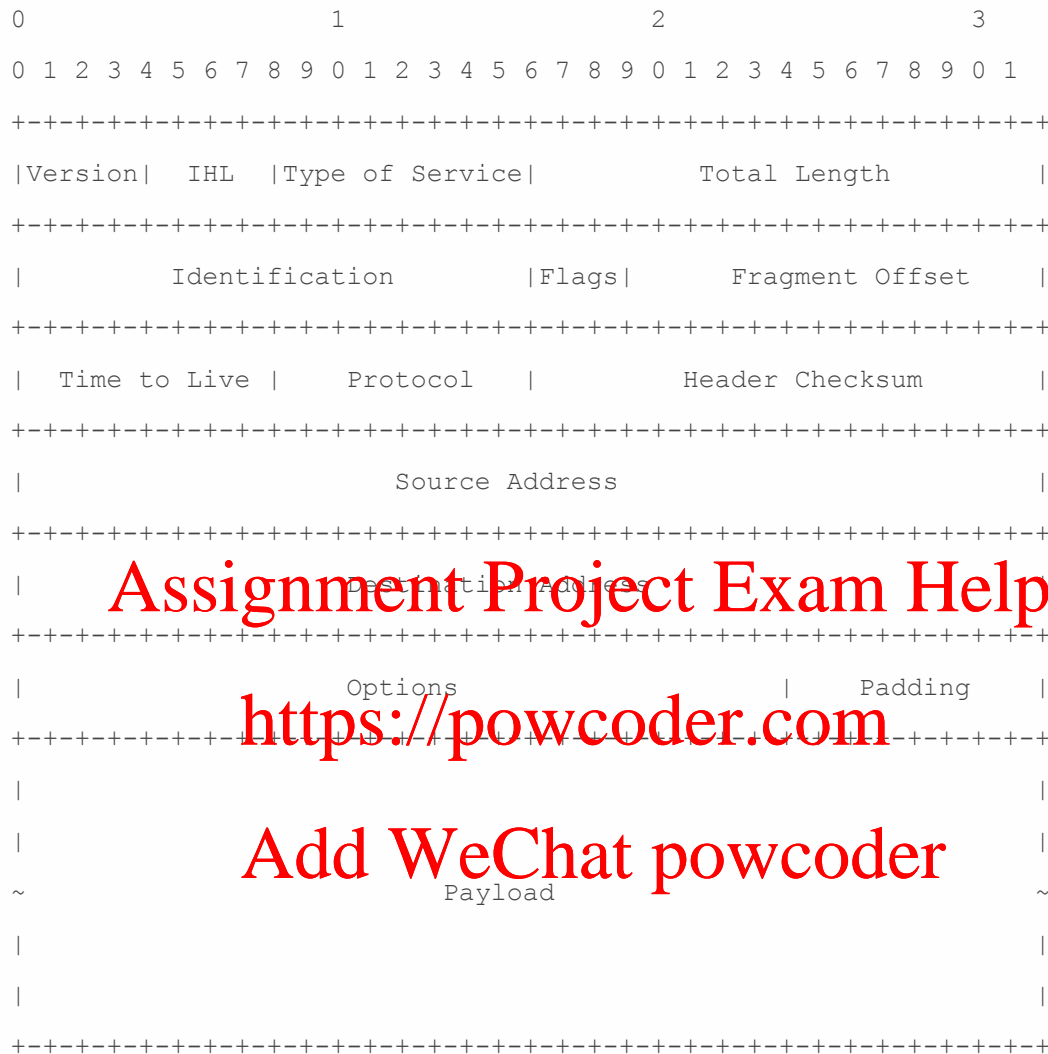 0                   1                   2                   3
0 1 2 3 4 5 6 7 8 9 0 1 2 3 4 5 6 7 8 9 0 1 2 3 4 5 6 7 8 9 0 1
+-+-+-+-+-+-+-+-+-+-+-+-+-+-+-+-+-+-+-+-+-+-+-+-+-+-+-+-+-+-+-+-+
|Version|  IHL  |Type of Service|          Total Length         |
+-+-+-+-+-+-+-+-+-+-+-+-+-+-+-+-+-+-+-+-+-+-+-+-+-+-+-+-+-+-+-+-+
|         Identification        |Flags|      Fragment Offset    |
+-+-+-+-+-+-+-+-+-+-+-+-+-+-+-+-+-+-+-+-+-+-+-+-+-+-+-+-+-+-+-+-+
|  Time to Live |    Protocol   |         Header Checksum       |
+-+-+-+-+-+-+-+-+-+-+-+-+-+-+-+-+-+-+-+-+-+-+-+-+-+-+-+-+-+-+-+-+
|                       Source Address                          |
+-+-+-+-+-+-+-+-+-+-+-+-+-+-+-+-+-+-+-+-+-+-+-+-+-+-+-+-+-+-+-+-+
|                    Destination Address                        |
Assignment Project Exam Help
+-+-+-+-+-+-+-+-+-+-+-+-+-+-+-+-+-+-+-+-+-+-+-+-+-+-+-+-+-+-+-+-+
|                    Options                    |    Padding    |
https://powcoder.com
+-+-+-+-+-+-+-+-+-+-+-+-+-+-+-+-+-+-+-+-+-+-+-+-+-+-+-+-+-+-+-+-+
|                                                               |
|                                                               |
Add WeChat powcoder
~                          Payload                              ~
|                                                               |
|                                                               |
+-+-+-+-+-+-+-+-+-+-+-+-+-+-+-+-+-+-+-+-+-+-+-+-+-+-+-+-+-+-+-+-+